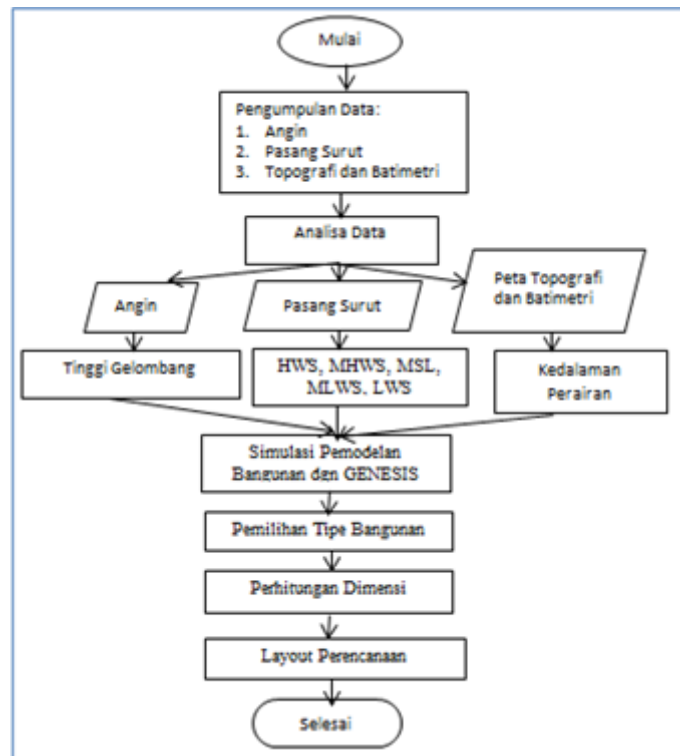 Mulai
Pengumpulan Data:
1. Angin
2. Pasang Surut
3. Topografi dan Batimetri
Analisa Data
Angin
Pasang Surut
Peta Topografi
dan Batimetri
Tinggi Gelombang
HWS, MHWS, MSL,
MLWS, LWS
Kedalaman
Perairan
Simulasi Pemodelan
Bangunan dgn GENESIS
Pemilihan Tipe Bangunan
Perhitungan Dimensi
Layout Perencanaan
Selesai